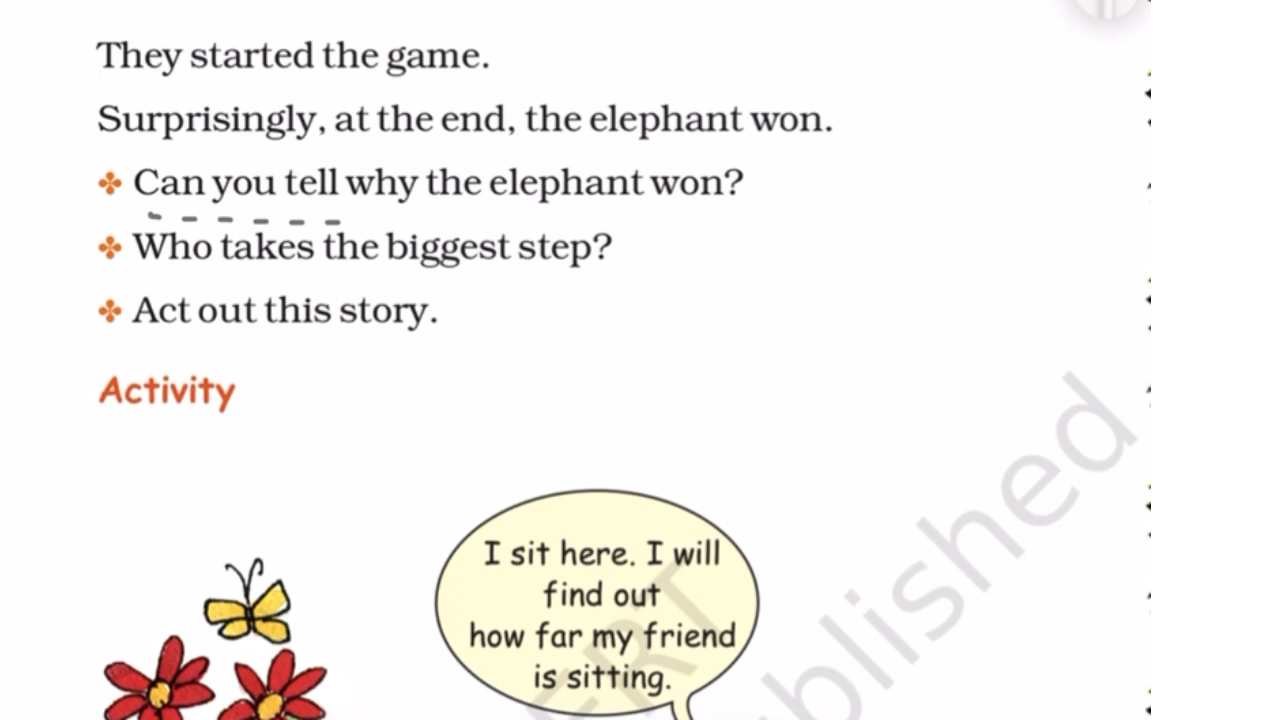 They started the game.
Surprisingly, at the end, the elephant won.
Can you tell why the elephant won?
Who takes the biggest step?
Act out this story.
Activity
I sit here. I will
find out
how far my friend
is sitting.